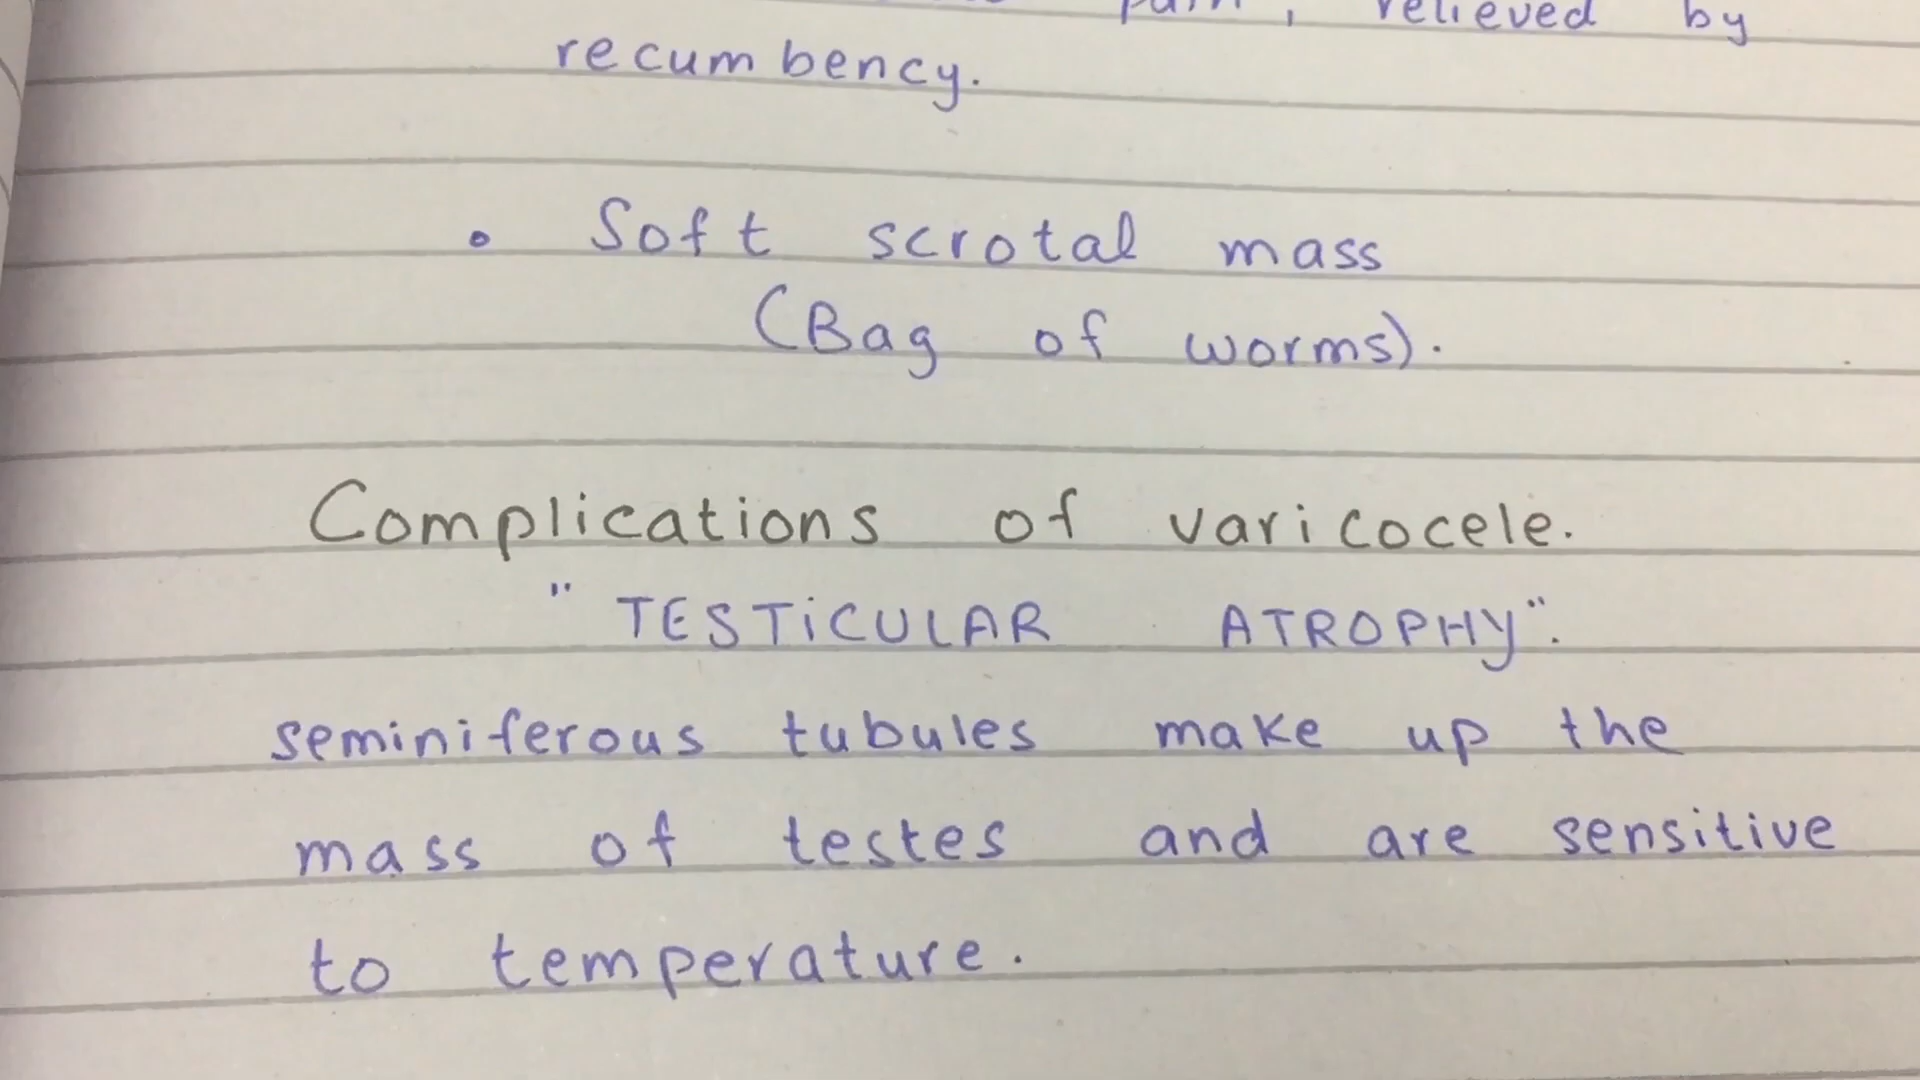 pain, relieved by
recumbency.
• Soft scrotal mass
(Bag of worms).
Complications of varicocele.
"TESTiCULAR ATROPHY".
seminiferous tubules make up the
mass of testes and are sensitive
to temperature.